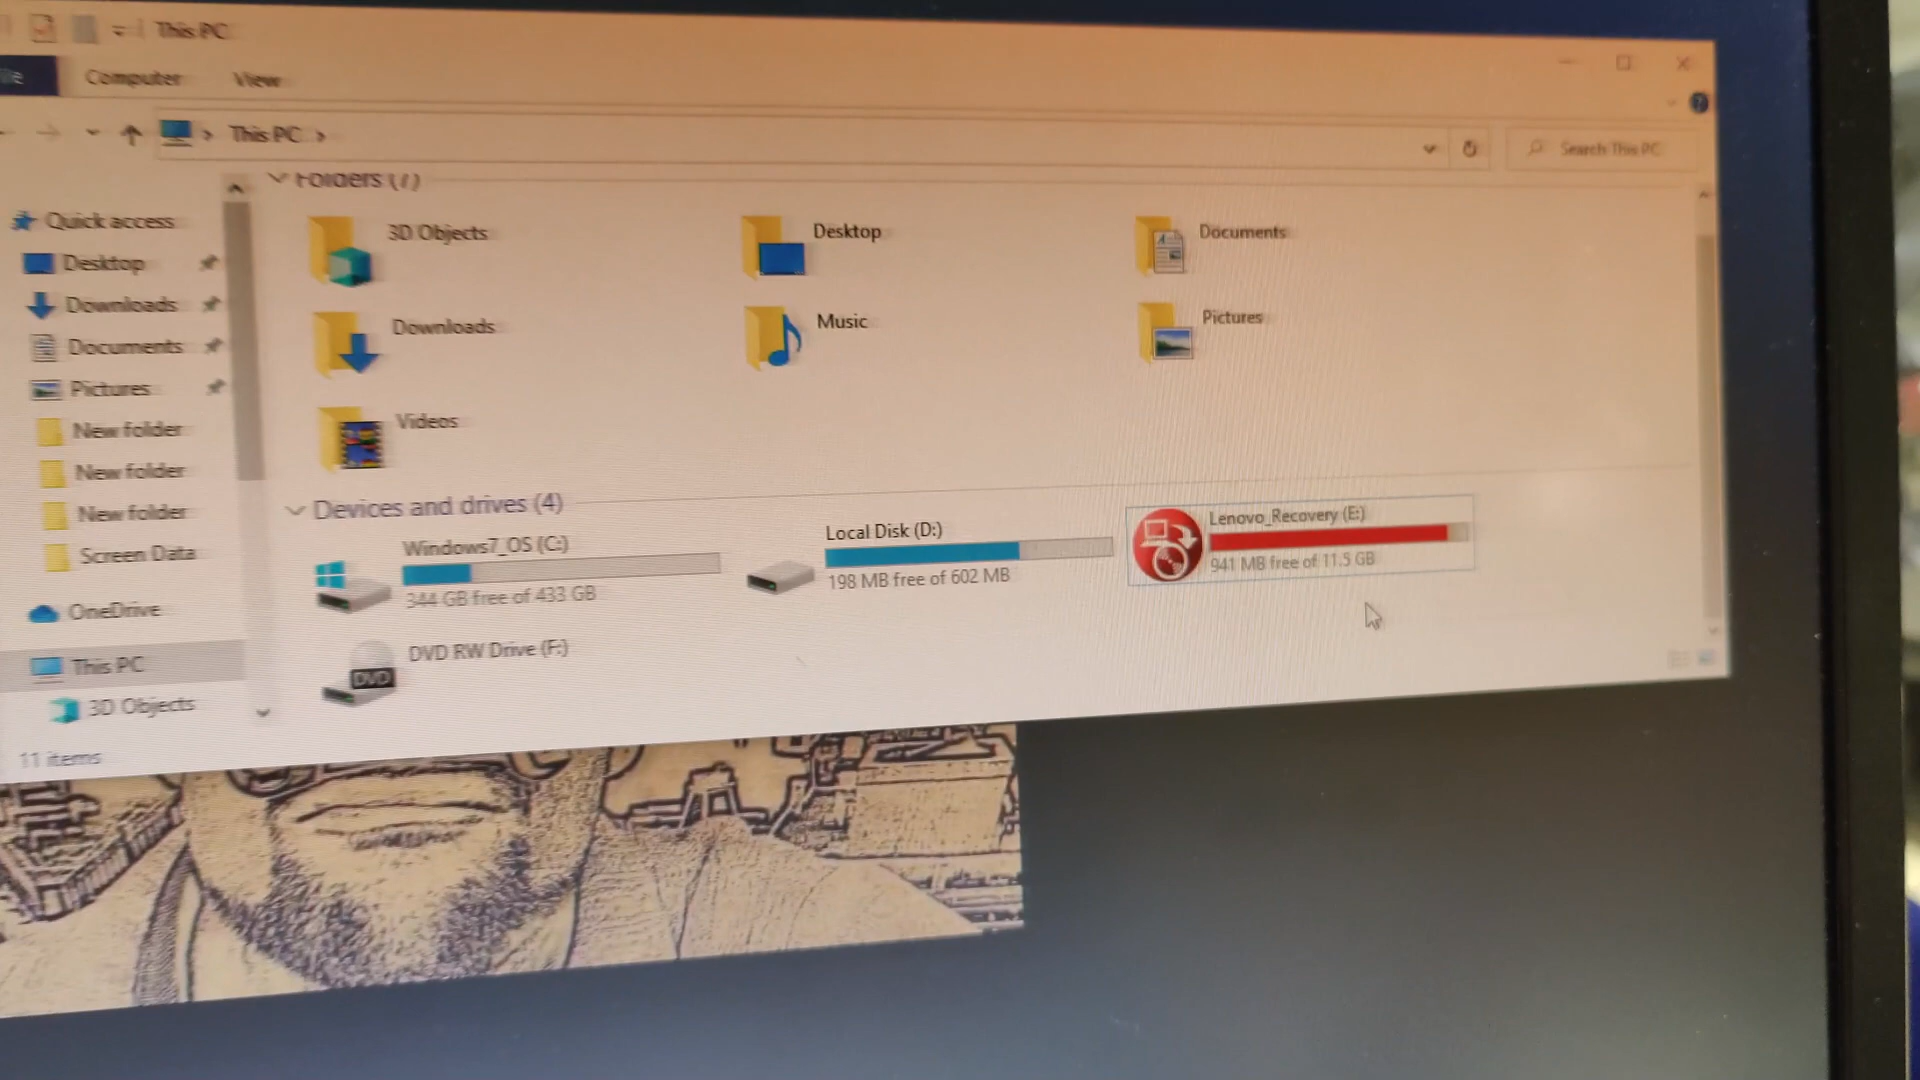 This PC
Computer View
This PC
Search This PC
Folders (7)
Quick access
Desktop
Downloads
Documents
Pictures
New folder
New folder
New folder
Screen Data
OneDrive
This PC
3D Objects
3D Objects
Desktop
Documents
Downloads
Music
Pictures
Videos
Devices and drives (4)
Windows7_OS (C:)
344 GB free of 433 GB
Local Disk (D:)
198 MB free of 602 MB
Lenovo_Recovery (E:)
941 MB free of 11.5 GB
DVD RW Drive (F:)
DVD
11 items